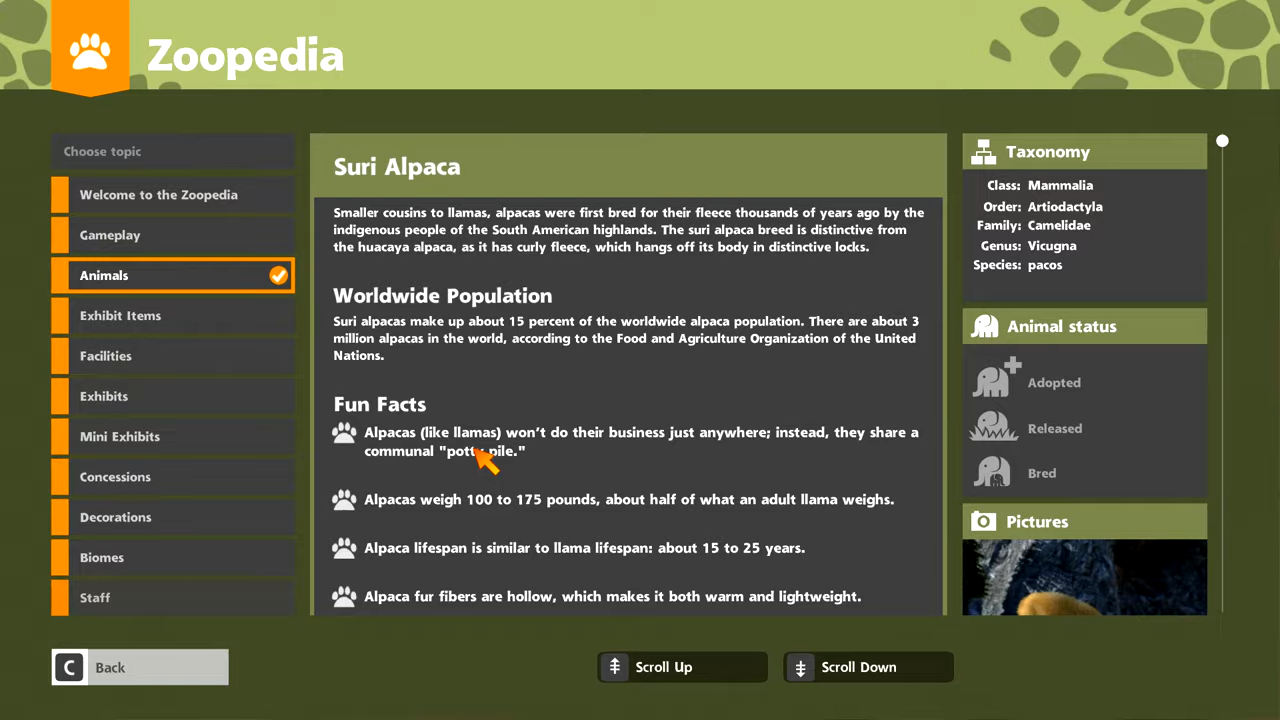 Zoopedia
Choose topic
Welcome to the Zoopedia
Gameplay
Animals
Exhibit Items
Facilities
Exhibits
Mini Exhibits
Concessions
Decorations
Biomes
Staff
Suri Alpaca
Smaller cousins to llamas, alpacas were first bred for their fleece thousands of years ago by the
indigenous people of the South American highlands. The suri alpaca breed is distinctive from
the huacaya alpaca, as it has curly fleece, which hangs off its body in distinctive locks.
Worldwide Population
Suri alpacas make up about 15 percent of the worldwide alpaca population. There are about 3
million alpacas in the world, according to the Food and Agriculture Organization of the United
Nations.
Fun Facts
Alpacas (like llamas) won't do their business just anywhere; instead, they share a
communal "potty pile."
Alpacas weigh 100 to 175 pounds, about half of what an adult llama weighs.
Alpaca lifespan is similar to llama lifespan: about 15 to 25 years.
Alpaca fur fibers are hollow, which makes it both warm and lightweight.
Taxonomy
Class: Mammalia
Order: Artiodactyla
Family: Camelidae
Genus: Vicugna
Species: pacos
Animal status
Adopted
Released
Bred
Pictures
C Back
Scroll Up
Scroll Down